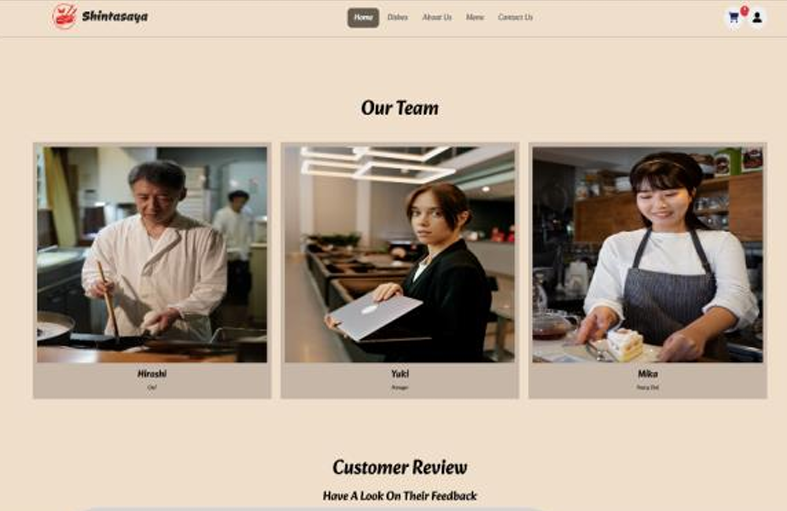 Shintasaya
Home Dishes About Us Menu Contact Us
Our Team
Hiroshi
Chef
Yuki
Manager
Mika
Pastry Chef
Customer Review
Have A Look On Their Feedback